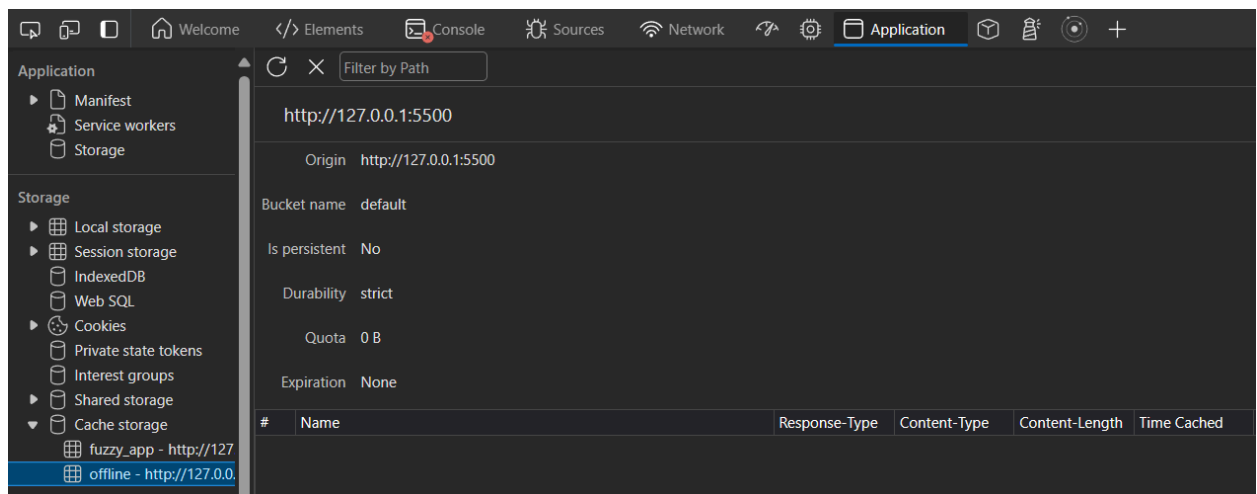 Welcome Elements Console Sources Network Application
Application
Manifest
Service workers
Storage
Storage
Local storage
Session storage
IndexedDB
Web SQL
Cookies
Private state tokens
Interest groups
Shared storage
Cache storage
fuzzy_app - http://127
offline - http://127.0.0.
Filter by Path
http://127.0.0.1:5500
Origin http://127.0.0.1:5500
Bucket name default
Is persistent No
Durability strict
Quota 0 B
Expiration None
# Name Response-Type Content-Type Content-Length Time Cached